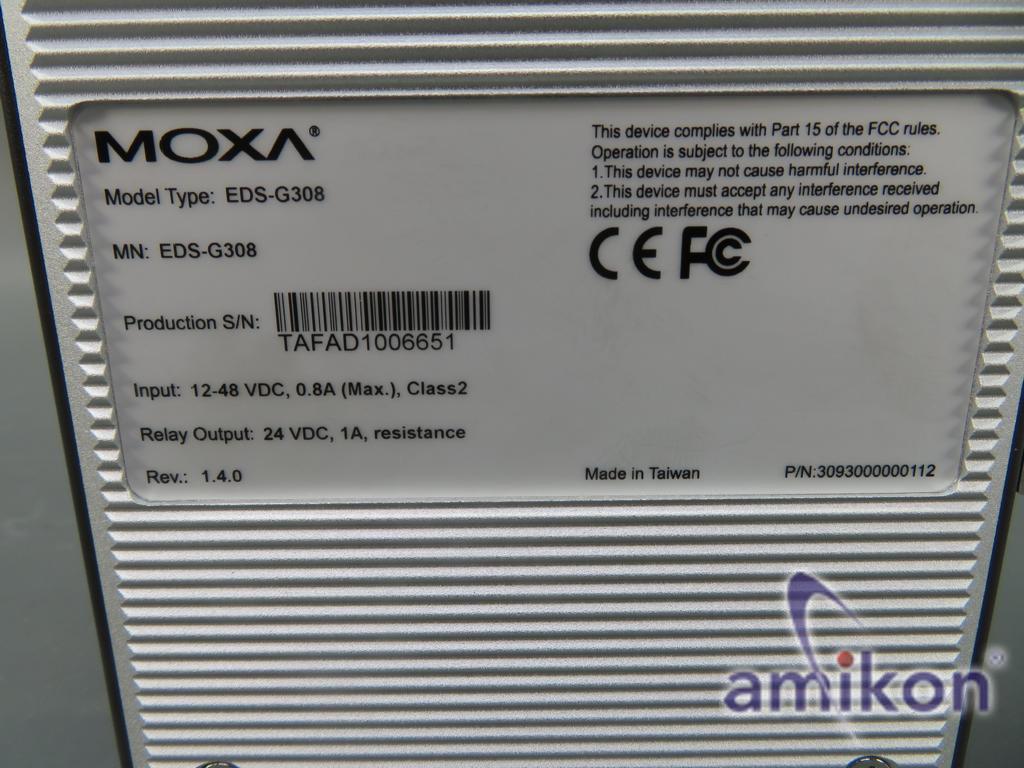 MOXA®
Model Type: EDS-G308
MN: EDS-G308
Production S/N:
TAFAD1006651
Input: 12-48 VDC, 0.8A (Max.), Class2
Relay Output: 24 VDC, 1A, resistance
Rev.: 1.4.0
This device complies with Part 15 of the FCC rules.
Operation is subject to the following conditions:
1.This device may not cause harmful interference.
2.This device must accept any interference received
including interference that may cause undesired operation.
CE FC
Made in Taiwan
P/N:3093000000112
amikon®